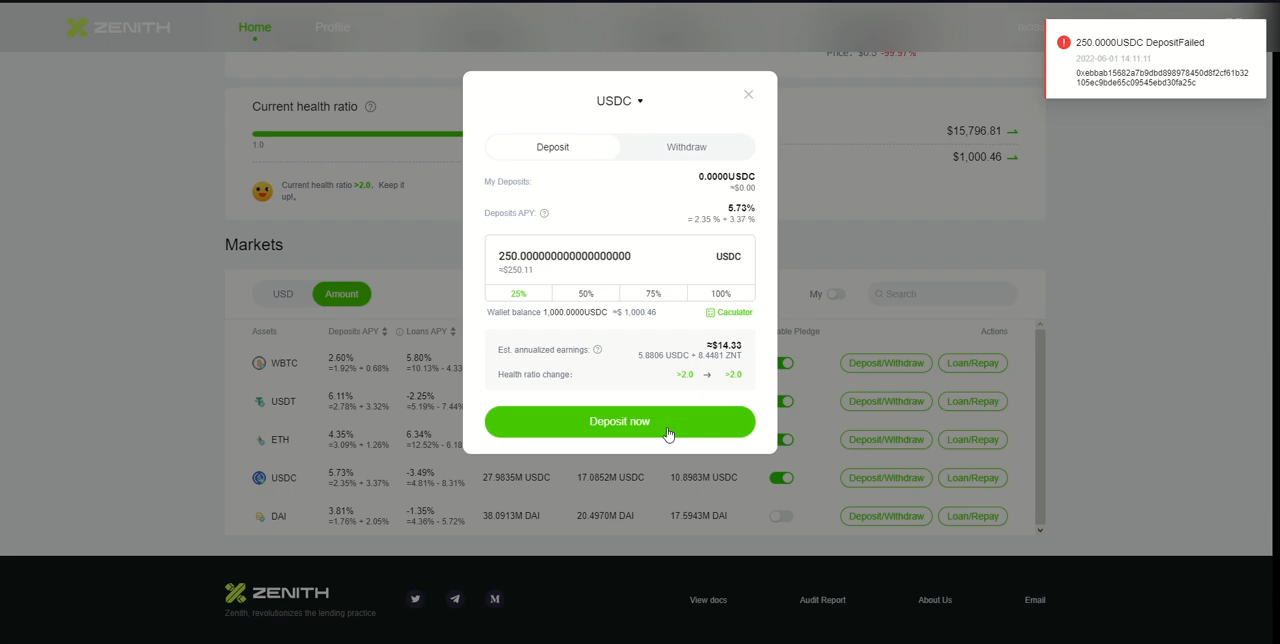 ZENITH
Home
Profile
250.0000USDC DepositFailed
2022-06-01 14:11:11
0xebbab15682a7b9dbd898978450d8f2cf61b32
105ec9bde65c09545ebd30fa25c
Price: $0.5 -99.97%
Current health ratio ?
$15,796.81
1.0
$1,000.46
Current health ratio >2.0. Keep it
up!。
USDC
Deposit
Withdraw
My Deposits:
0.0000USDC
≈$0.00
Deposits APY: ?
5.73%
= 2.35 % + 3.37 %
250.000000000000000000
USDC
≈$250.11
25%
50%
75%
100%
Wallet balance 1,000.0000USDC ≈$ 1,000.46
Caculator
Est. annualized earnings: ?
≈$14.33
5.8806 USDC + 8.4481 ZNT
Health ratio change:
>2.0 → >2.0
Deposit now
Markets
USD
Amount
My
Search
Assets
Deposits APY
Loans APY
able Pledge
Actions
WBTC
2.60%
=1.92% + 0.68%
5.80%
=10.13% - 4.33
Deposit/Withdraw
Loan/Repay
USDT
6.11%
=2.78% + 3.32%
-2.25%
=5.19% - 7.44%
Deposit/Withdraw
Loan/Repay
ETH
4.35%
=3.09% + 1.26%
6.34%
=12.52% - 6.18
Deposit/Withdraw
Loan/Repay
USDC
5.73%
=2.35% + 3.37%
-3.49%
=4.81% - 8.31%
27.9835M USDC
17.0852M USDC
10.8983M USDC
Deposit/Withdraw
Loan/Repay
DAI
3.81%
=1.76% + 2.05%
-1.35%
=4.36% - 5.72%
38.0913M DAI
20.4970M DAI
17.5943M DAI
Deposit/Withdraw
Loan/Repay
ZENITH
Zenith, revolutionizes the lending practice
View docs
Audit Report
About Us
Email